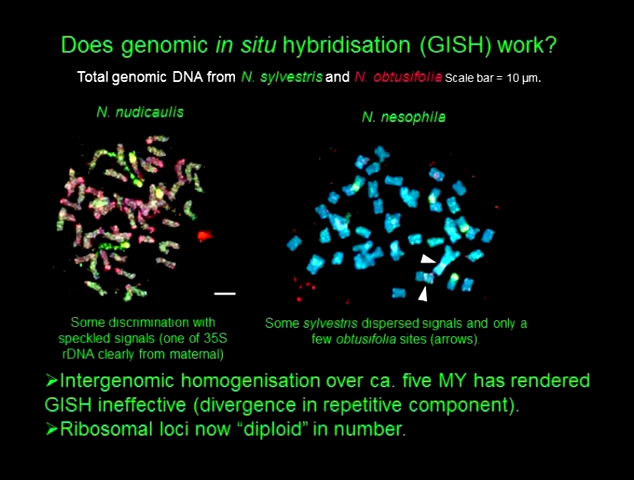 Does genomic in situ hybridisation (GISH) work?
Total genomic DNA from N. sylvestris and N. obtusifolia Scale bar = 10 µm.
N. nudicaulis
N. nesophila
Some discrimination with
speckled signals (one of 35S
rDNA clearly from maternal)
Some sylvestris dispersed signals and only a
few obtusifolia sites (arrows).
➢Intergenomic homogenisation over ca. five MY has rendered
GISH ineffective (divergence in repetitive component).
➢Ribosomal loci now “diploid” in number.